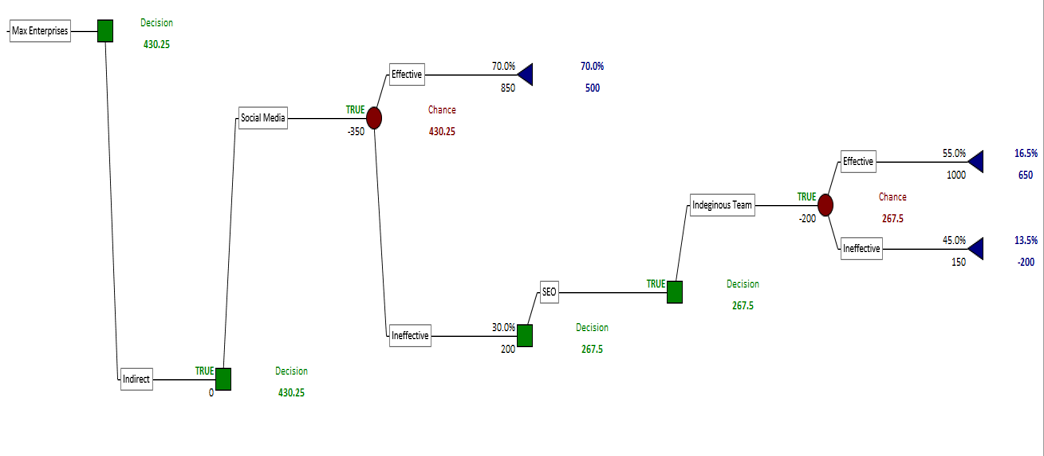 Max Enterprises
Decision
430.25
Effective
70.0%
850
70.0%
500
Social Media
TRUE
-350
Chance
430.25
Effective
55.0%
1000
16.5%
650
Indeginous Team
TRUE
-200
Chance
267.5
Ineffective
45.0%
150
13.5%
-200
SEO
TRUE
Decision
267.5
Ineffective
30.0%
200
Decision
267.5
Indirect
TRUE
0
Decision
430.25